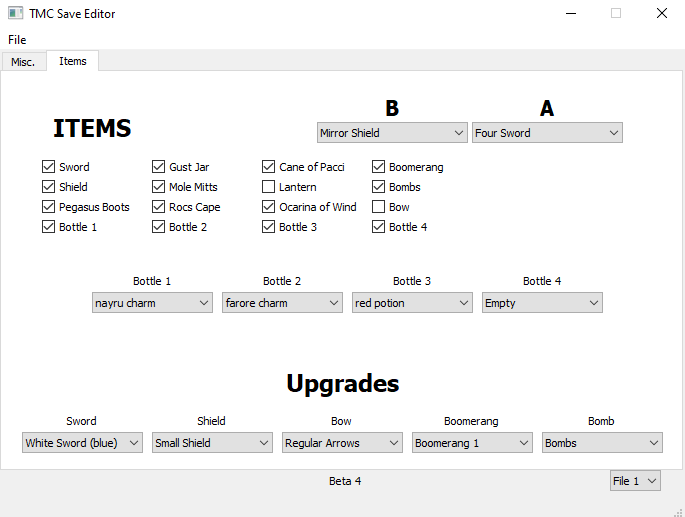 TMC Save Editor
File
Misc. Items
B A
ITEMS
Mirror Shield Four Sword
Sword Gust Jar Cane of Pacci Boomerang
Shield Mole Mitts Lantern Bombs
Pegasus Boots Rocs Cape Ocarina of Wind Bow
Bottle 1 Bottle 2 Bottle 3 Bottle 4
Bottle 1 Bottle 2 Bottle 3 Bottle 4
nayru charm farore charm red potion Empty
Upgrades
Sword Shield Bow Boomerang Bomb
White Sword (blue) Small Shield Regular Arrows Boomerang 1 Bombs
Beta 4 File 1